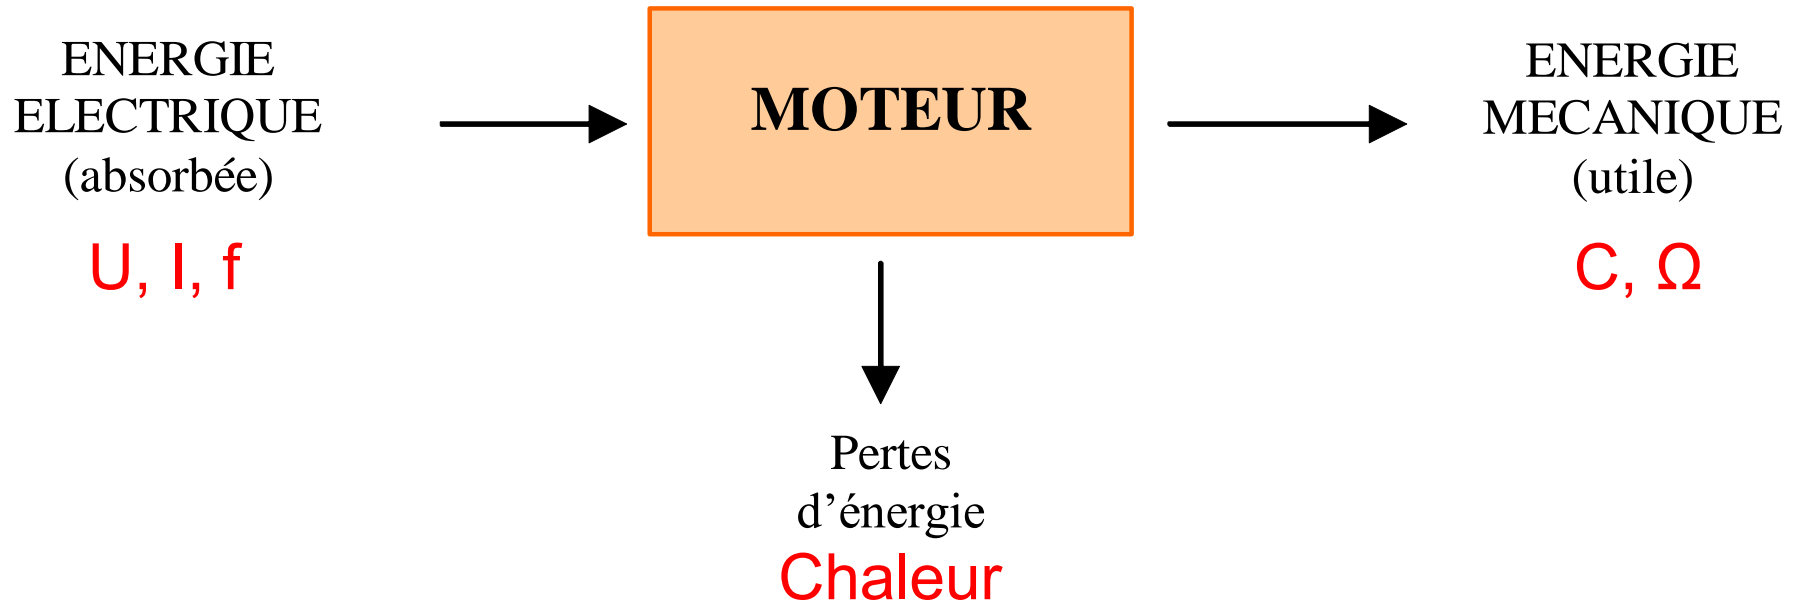 ENERGIE
ELECTRIQUE
(absorbée)
U, I, f
MOTEUR
ENERGIE
MECANIQUE
(utile)
C, Ω
Pertes
d’énergie
Chaleur